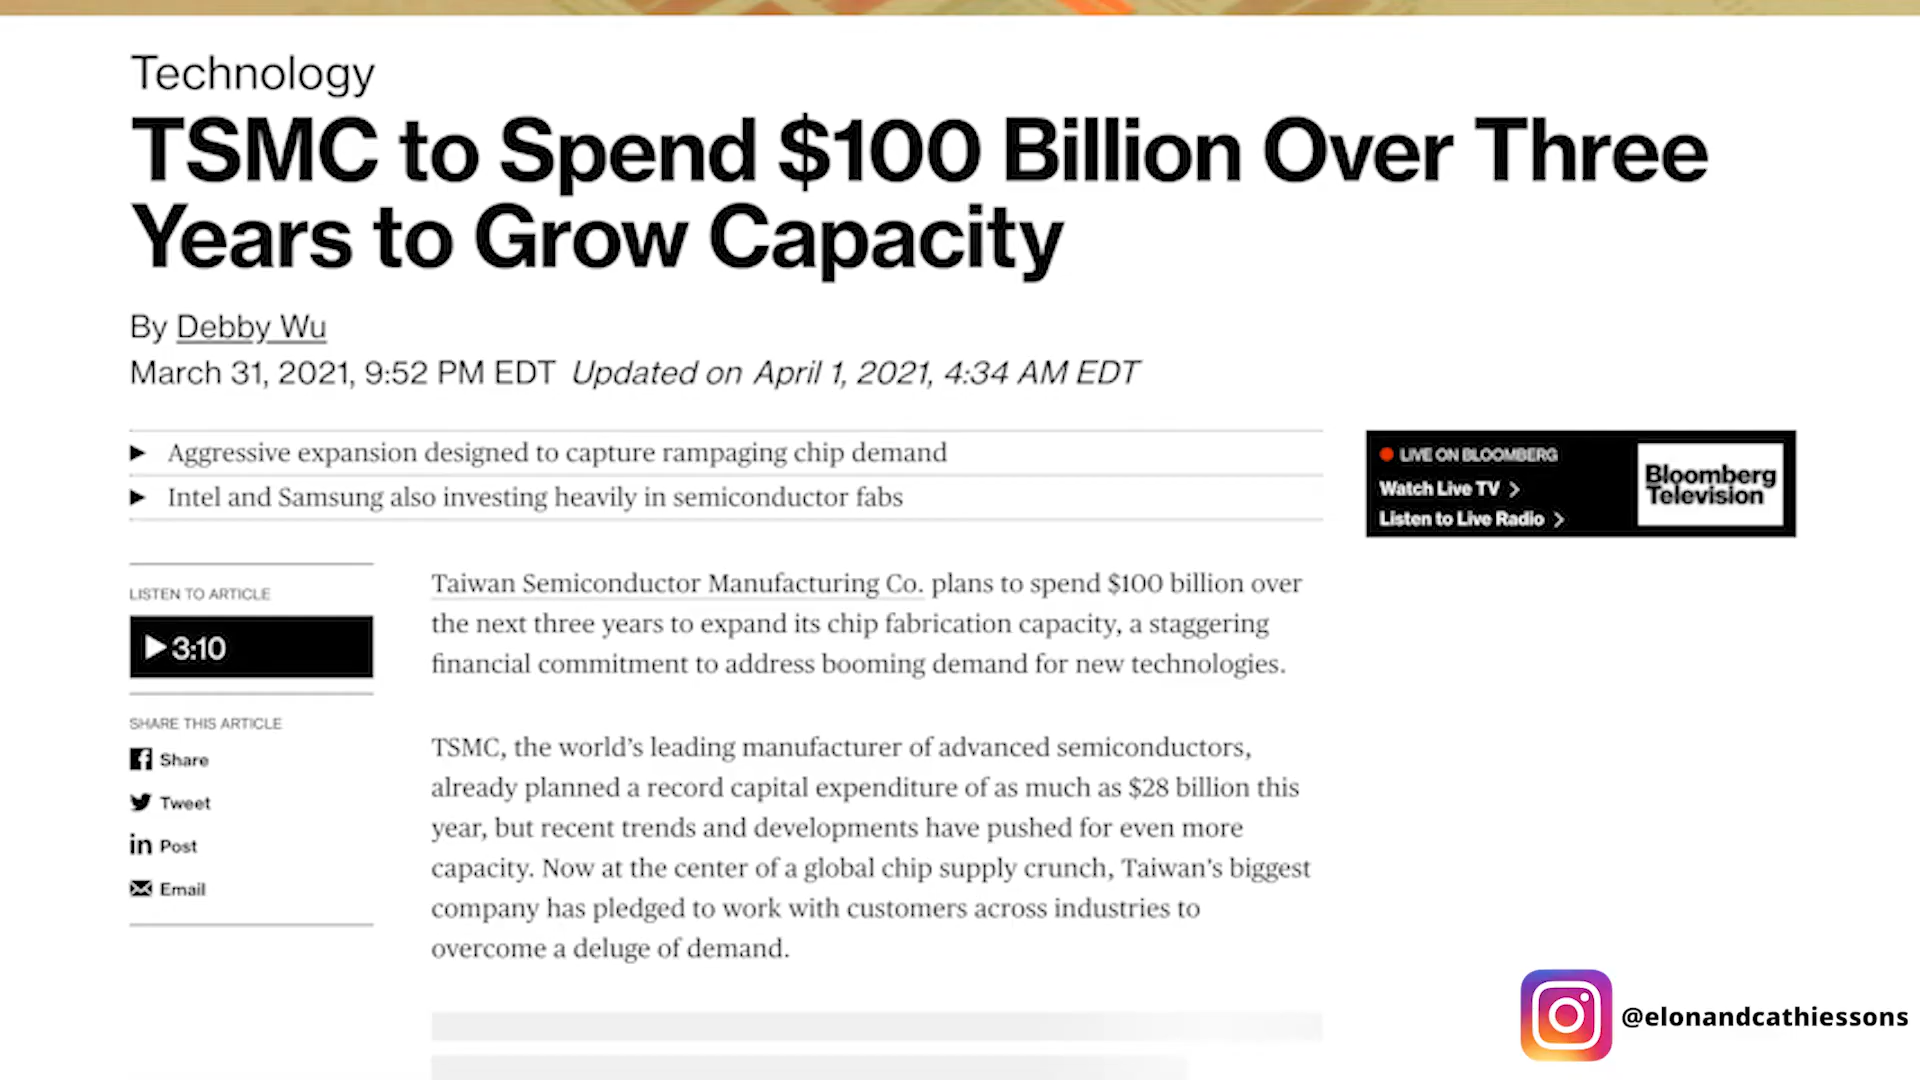 Technology
TSMC to Spend $100 Billion Over Three
Years to Grow Capacity
By Debby Wu
March 31, 2021, 9:52 PM EDT Updated on April 1, 2021, 4:34 AM EDT
Aggressive expansion designed to capture rampaging chip demand
Intel and Samsung also investing heavily in semiconductor fabs
LIVE ON BLOOMBERG
Watch Live TV
Listen to Live Radio
Bloomberg
Television
LISTEN TO ARTICLE
3:10
SHARE THIS ARTICLE
Share
Tweet
Post
Email
Taiwan Semiconductor Manufacturing Co. plans to spend $100 billion over
the next three years to expand its chip fabrication capacity, a staggering
financial commitment to address booming demand for new technologies.
TSMC, the world’s leading manufacturer of advanced semiconductors,
already planned a record capital expenditure of as much as $28 billion this
year, but recent trends and developments have pushed for even more
capacity. Now at the center of a global chip supply crunch, Taiwan’s biggest
company has pledged to work with customers across industries to
overcome a deluge of demand.
@elonandcathiessons